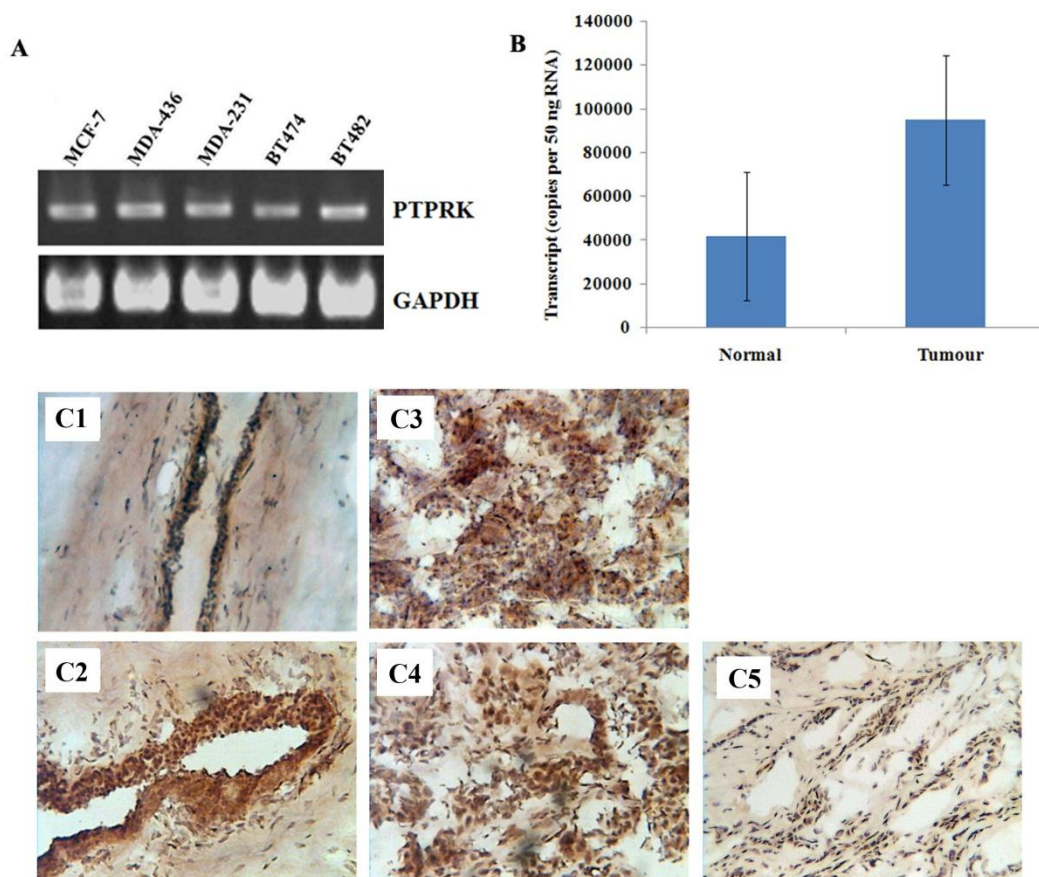 A
MCF-7
MDA-436
MDA-231
BT474
BT482
PTPRK
GAPDH
B
Transcript (copies per 50 ng RNA)
140000
120000
100000
80000
60000
40000
20000
0
Normal
Tumour
C1
C3
C2
C4
C5